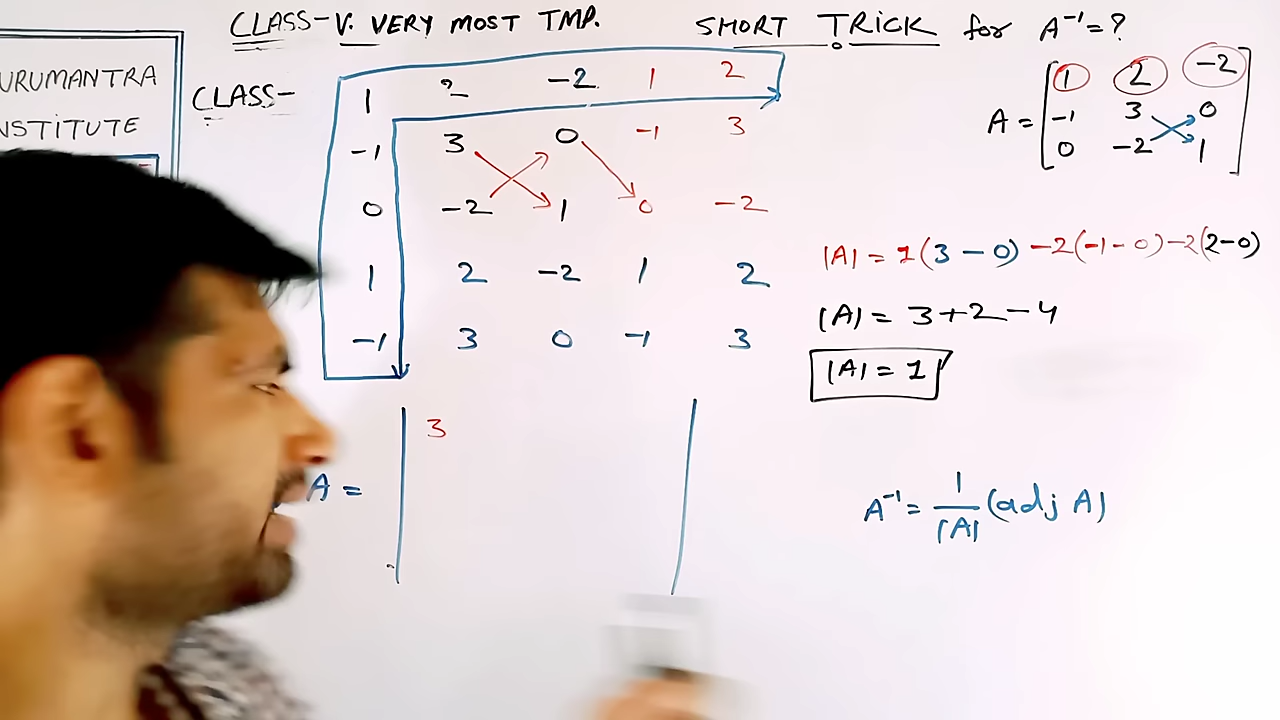 CLASS-V. VERY MOST IMP. SHORT TRICK for A⁻¹=?
URUMANTRA
NSTITUTE
CLASS-
1 2 -2 1 2
-1 3 0 -1 3
0 -2 1 0 -2
1 2 -2 1 2
-1 3 0 -1 3
A = [1 2 -2
-1 3 0
0 -2 1]
|A| = 1(3-0) -2(-1-0) -2(2-0)
|A| = 3+2-4
|A| = 1
A = | 3 |
A⁻¹ = 1/|A| (adj A)